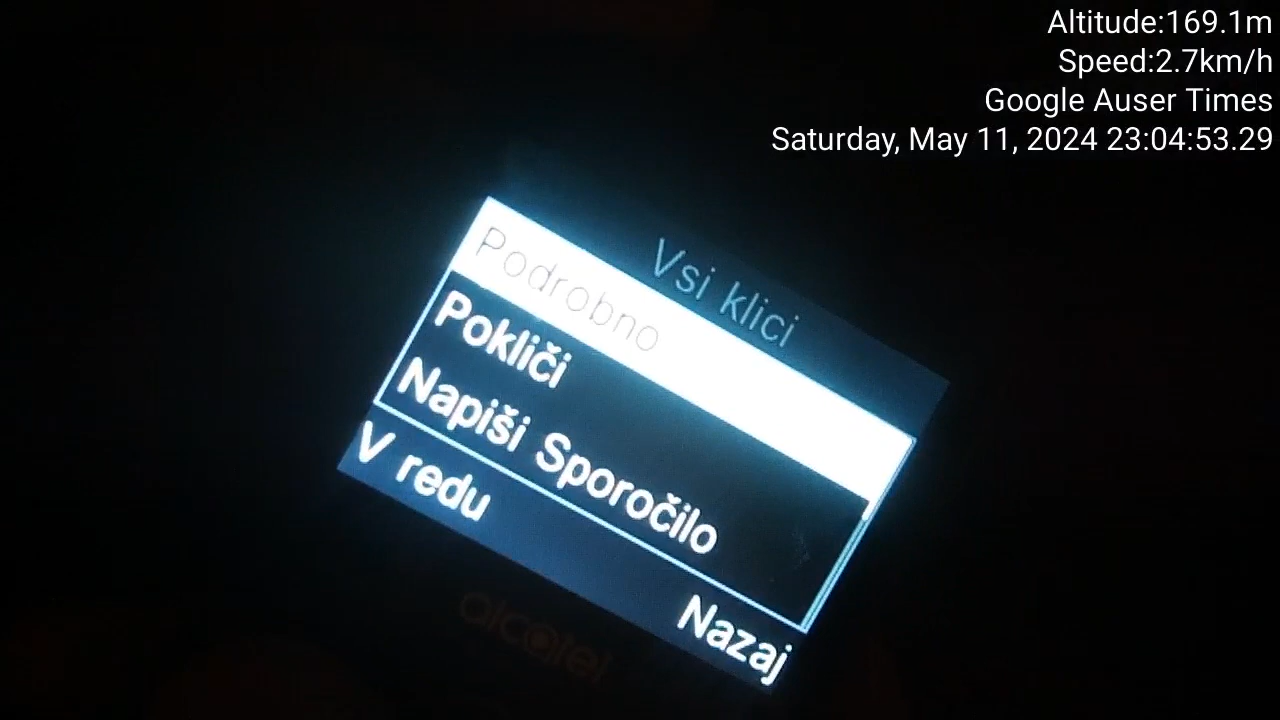 Altitude:169.1m
Speed:2.7km/h
Google Auser Times
Saturday, May 11, 2024 23:04:53.29
Vsi klici
Podrobno
Pokliči
Napiši Sporočilo
V redu
Nazaj
alcatel